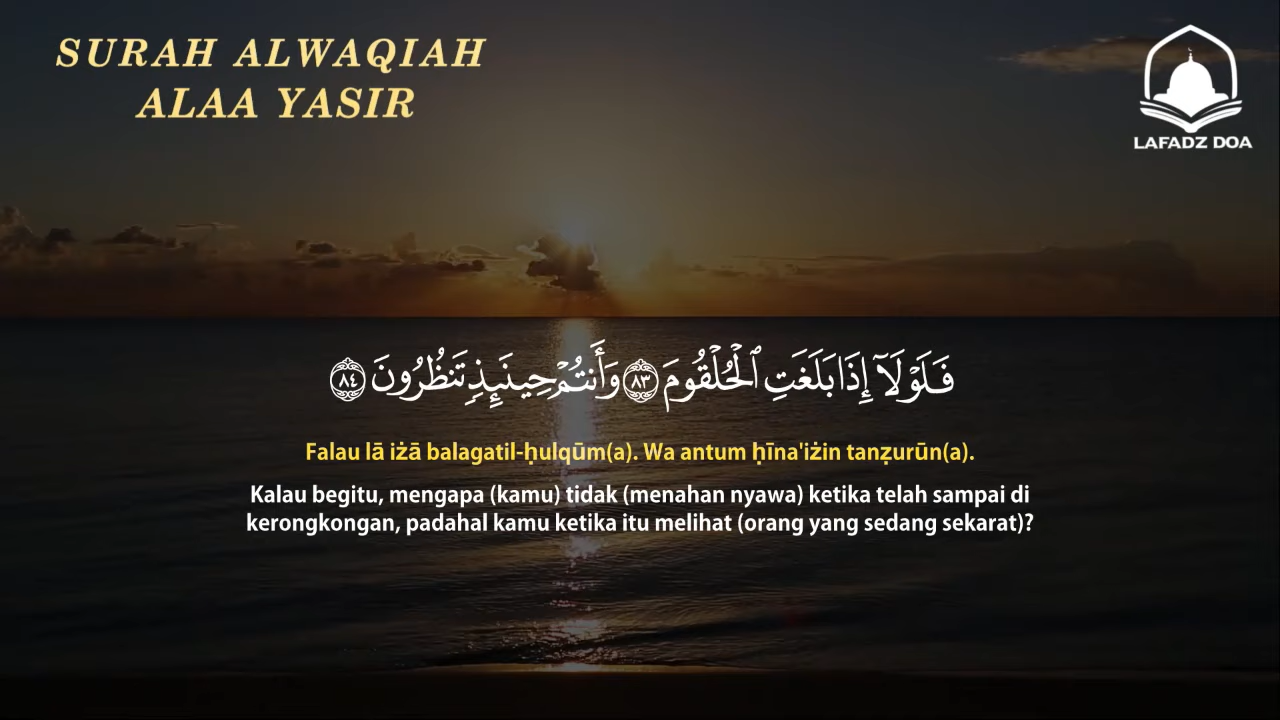 SURAH ALWAQIAH
ALAA YASIR
LAFADZ DOA
فَلَوْلَآ إِذَا بَلَغَتِ ٱلْحُلْقُومَ ٨٣ وَأَنتُمْ حِينَئِذٍ تَنظُرُونَ ٨٤
Falau lā iżā balagatil-ḥulqūm(a). Wa antum ḥīna'iżin tanẓurūn(a).
Kalau begitu, mengapa (kamu) tidak (menahan nyawa) ketika telah sampai di
kerongkongan, padahal kamu ketika itu melihat (orang yang sedang sekarat)?